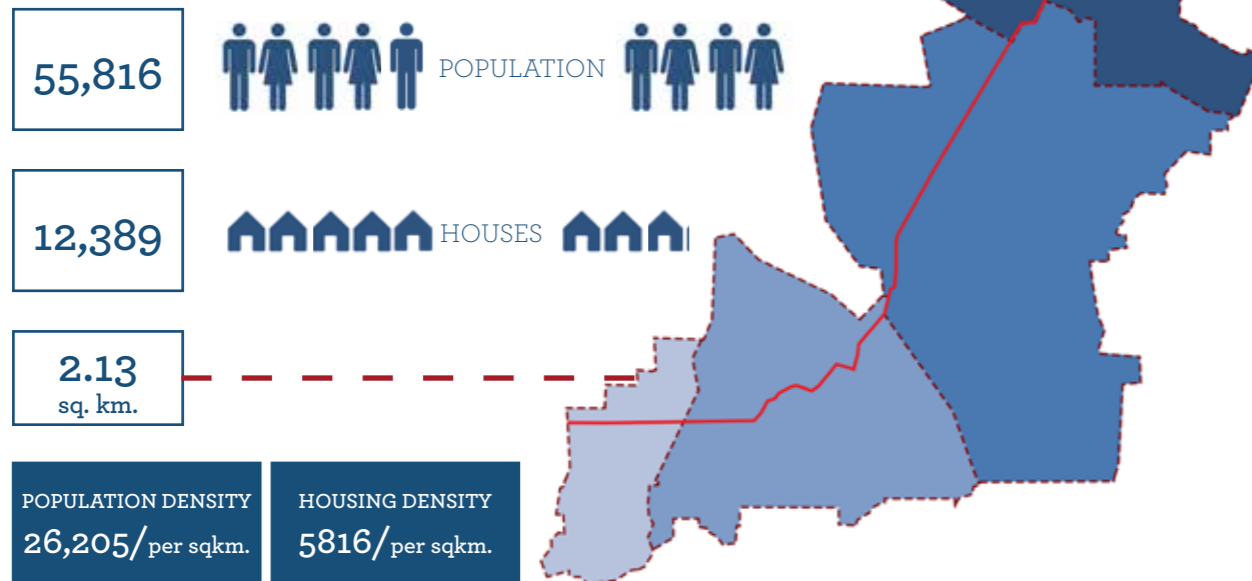 55,816
POPULATION
12,389
HOUSES
2.13
sq. km.
POPULATION DENSITY
26,205/per sqkm.
HOUSING DENSITY
5816/per sqkm.